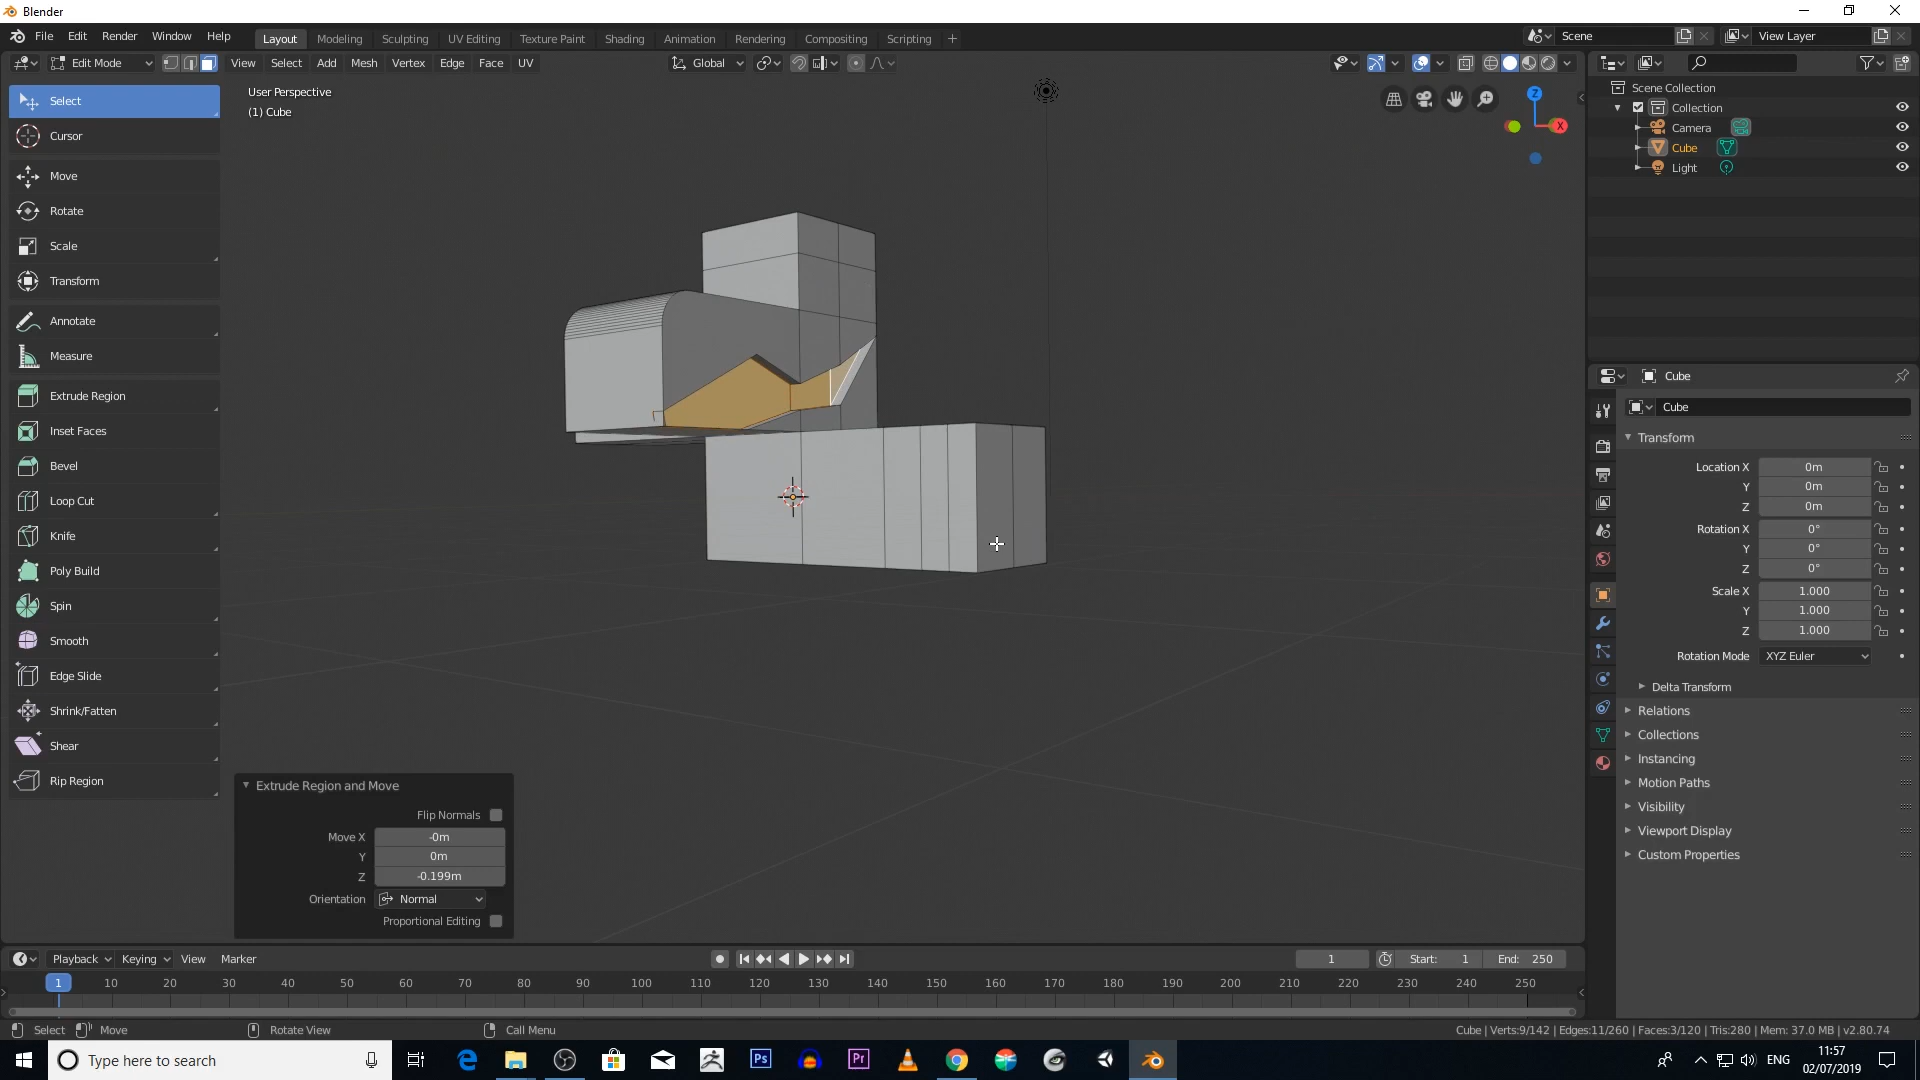 Blender
File Edit Render Window Help
Layout Modeling Sculpting UV Editing Texture Paint Shading Animation Rendering Compositing Scripting +
Scene
View Layer
Edit Mode View Select Add Mesh Vertex Edge Face UV
Global
User Perspective
(1) Cube
Z
X
Select
Cursor
Move
Rotate
Scale
Transform
Annotate
Measure
Extrude Region
Inset Faces
Bevel
Loop Cut
Knife
Poly Build
Spin
Smooth
Edge Slide
Shrink/Fatten
Shear
Rip Region
Extrude Region and Move
Flip Normals
Move X -0m
Y 0m
Z -0.199m
Orientation Normal
Proportional Editing
Scene Collection
Collection
Camera
Cube
Light
Cube
Cube
Transform
Location X 0m
Y 0m
Z 0m
Rotation X 0°
Y 0°
Z 0°
Scale X 1.000
Y 1.000
Z 1.000
Rotation Mode XYZ Euler
Delta Transform
Relations
Collections
Instancing
Motion Paths
Visibility
Viewport Display
Custom Properties
Playback Keying View Marker
1 Start: 1 End: 250
1 10 20 30 40 50 60 70 80 90 100 110 120 130 140 150 160 170 180 190 200 210 220 230 240 250
Select Move Rotate View Call Menu
Cube | Verts:9/142 | Edges:11/260 | Faces:3/120 | Tris:280 | Mem: 37.0 MB | v2.80.74
Type here to search
Ps
Pr
ENG
11:57
02/07/2019